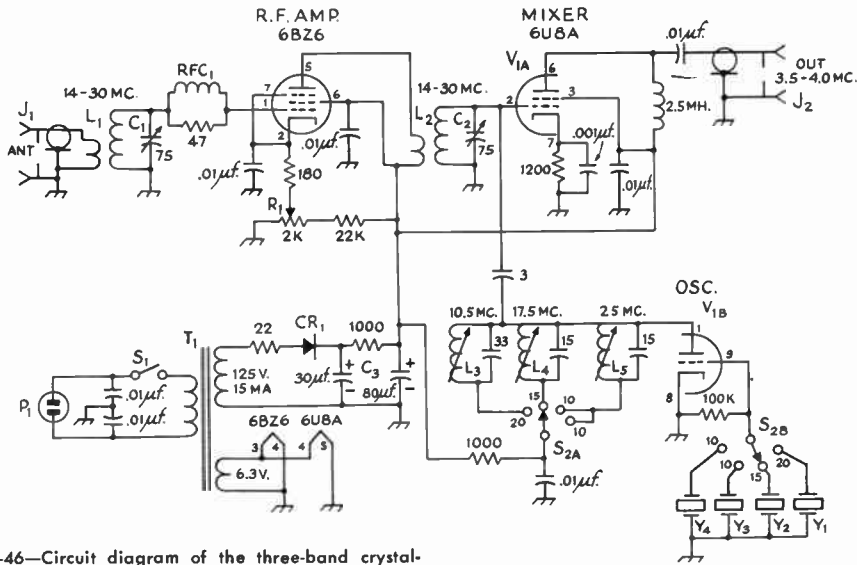 R.F. AMP.
6BZ6
MIXER
6U8A
V1A
.01µf.
OUT
3.5-4.0 MC.
J2
2.5MH.
14-30 MC.
RFC1
J1
L1
C1
75
47
ANT
5
7
1
6
2
.01µf.
.01µf.
180
R1
2K
22K
14-30 MC.
L2
C2
75
6
2
3
7
.001µf.
1200
.01µf.
3
10.5 MC.
17.5 MC.
25 MC.
OSC.
V1B
L3
33
L4
15
L5
15
1
9
8
100K
20
15
10
10
S2A
1000
.01µf.
S2B
10
10
15
20
Y4
Y3
Y2
Y1
T1
S1
P1
.01µf.
.01µf.
22
CR1
1000
125 V.
15 MA
+
30µf.
-
C3
+
80µf.
-
6BZ6
6U8A
3
4
4
5
6.3V.
-46—Circuit diagram of the three-band crystal-